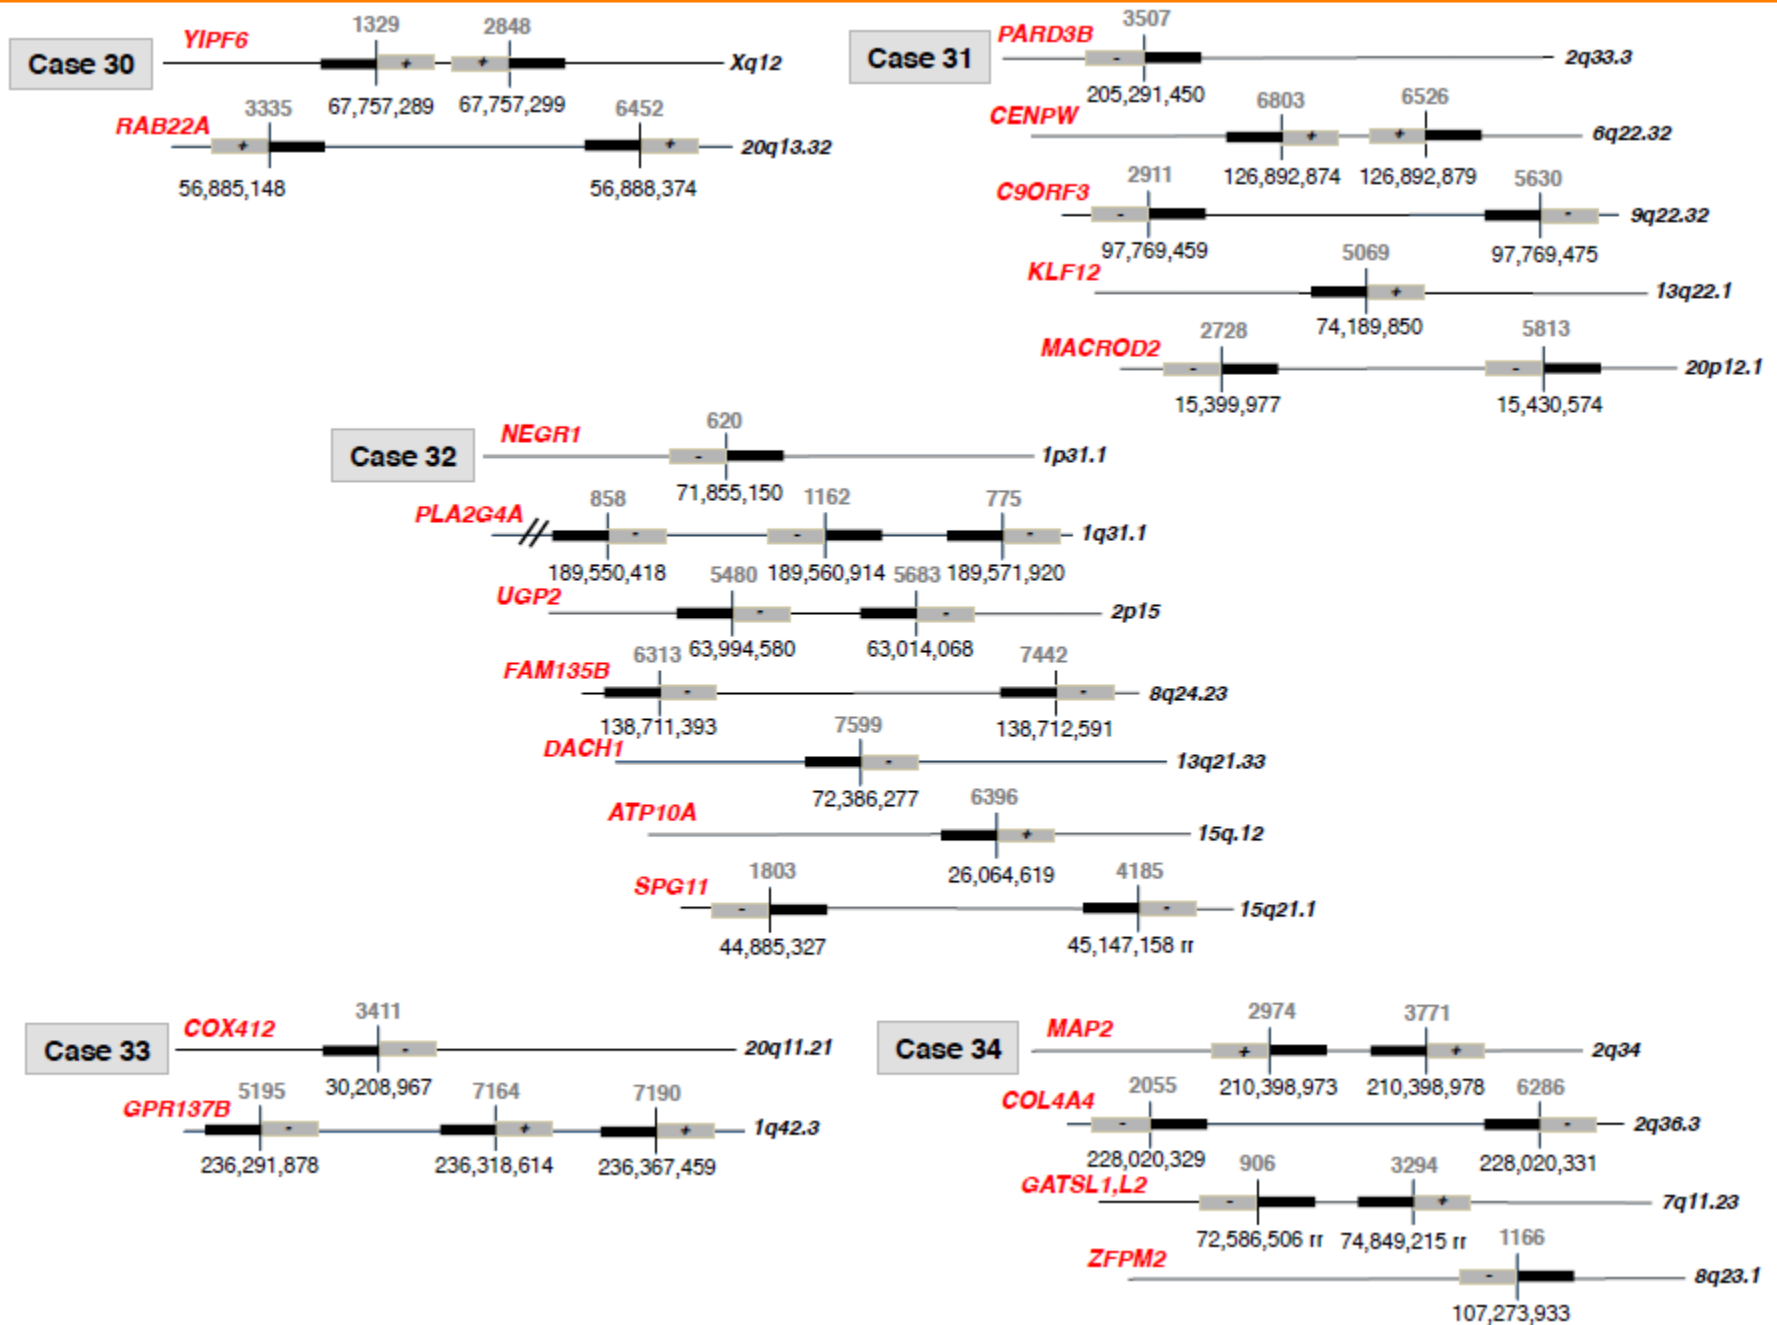 Case 30
YIPF6
1329
2848
+
+
Xq12
67,757,289
67,757,299
RAB22A
3335
6452
+
+
20q13.32
56,885,148
56,888,374
Case 31
PARD3B
3507
-
2q33.3
205,291,450
CENPW
6803
6526
+
+
6q22.32
126,892,874
126,892,879
C9ORF3
2911
5630
-
-
9q22.32
97,769,459
97,769,475
KLF12
5069
+
13q22.1
74,189,850
MACROD2
2728
5813
-
-
20p12.1
15,399,977
15,430,574
Case 32
NEGR1
620
-
1p31.1
71,855,150
PLA2G4A
858
1162
775
-
-
-
1q31.1
189,550,418
189,560,914
189,571,920
UGP2
5480
5683
-
-
2p15
63,994,580
63,014,068
FAM135B
6313
7442
-
-
8q24.23
138,711,393
138,712,591
DACH1
7599
-
13q21.33
72,386,277
ATP10A
6396
+
15q.12
26,064,619
SPG11
1803
4185
-
-
15q21.1
44,885,327
45,147,158 rr
Case 33
COX412
3411
-
20q11.21
30,208,967
GPR137B
5195
7164
7190
-
+
+
1q42.3
236,291,878
236,318,614
236,367,459
Case 34
MAP2
2974
3771
+
+
2q34
210,398,973
210,398,978
COL4A4
2055
6286
-
-
2q36.3
228,020,329
228,020,331
GATSL1,L2
906
3294
-
+
7q11.23
72,586,506 rr
74,849,215 rr
ZFPM2
1166
-
8q23.1
107,273,933